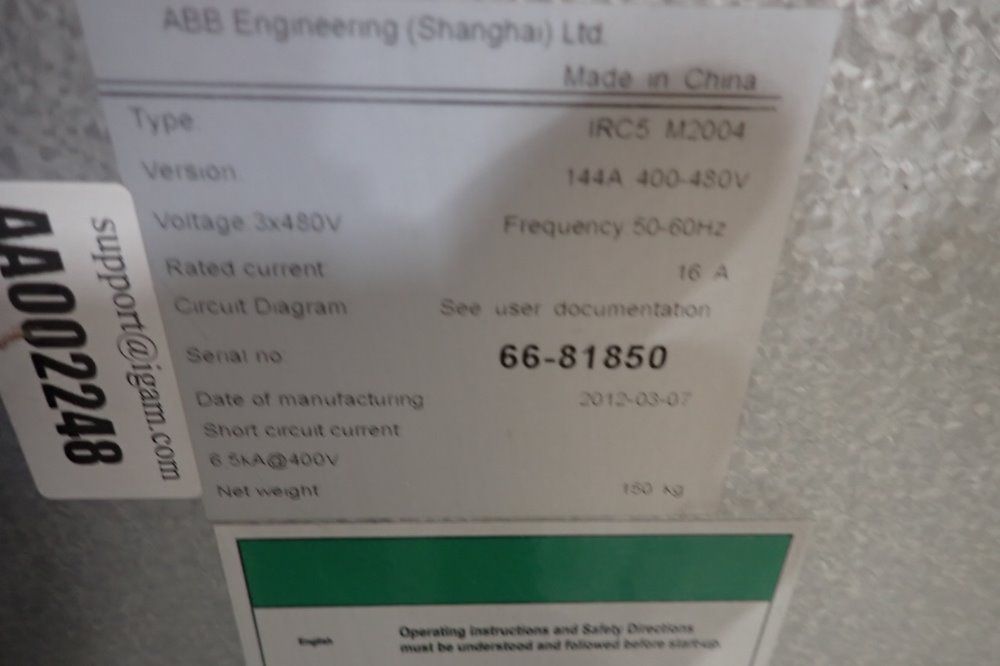 ABB Engineering (Shanghai) Ltd.
Made in China
Type: IRC5 M2004
Version: 144A 400-480V
Voltage: 3x480V Frequency: 50-60Hz
Rated current 16 A
Circuit Diagram See user documentation
Serial no: 66-81850
Date of manufacturing 2012-03-07
Short circuit current
6.5kA@400V
Net weight 150 kg
support@igam.com
AA002248
English
Operating instructions and Safety Directions
must be understood and followed before start-up.